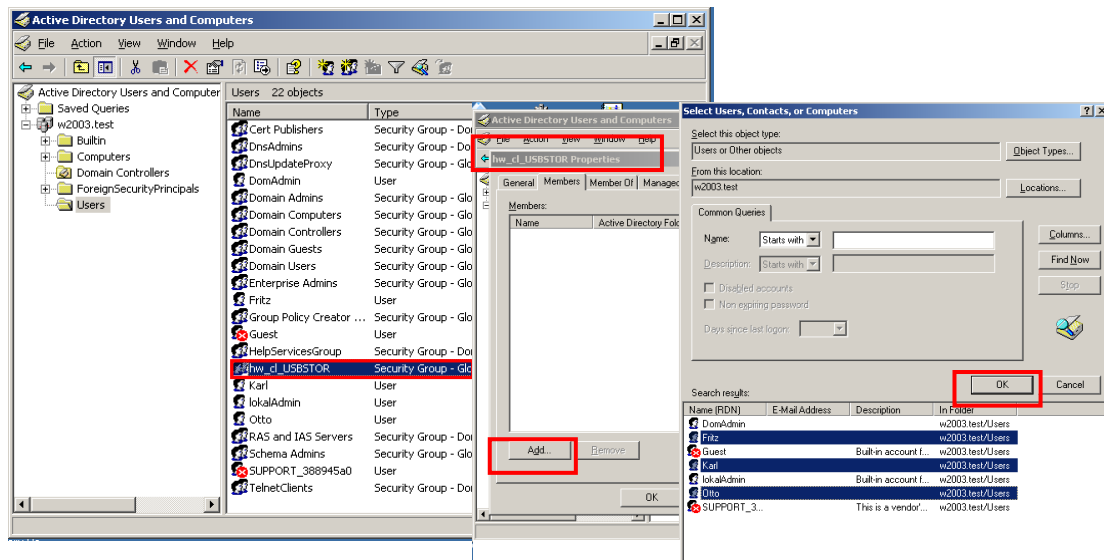 Active Directory Users and Computers
File Action View Window Help
Active Directory Users and Computer
Saved Queries
w2003.test
Builtin
Computers
Domain Controllers
ForeignSecurityPrincipals
Users
Users 22 objects
Name Type
Cert Publishers Security Group - Do
DnsAdmins Security Group - Do
DnsUpdateProxy Security Group - Glo
DomAdmin User
Domain Admins Security Group - Glo
Domain Computers Security Group - Glo
Domain Controllers Security Group - Glo
Domain Guests Security Group - Glo
Domain Users Security Group - Glo
Enterprise Admins Security Group - Glo
Fritz User
Group Policy Creator ... Security Group - Glo
Guest User
HelpServicesGroup Security Group - Do
hw_cl_USBSTOR Security Group - Glo
Karl User
lokalAdmin User
Otto User
RAS and IAS Servers Security Group - Do
Schema Admins Security Group - Glo
SUPPORT_388945a0 User
TelnetClients Security Group - Do
Active Directory Users and Computers
File Action View Window Help
hw_cl_USBSTOR Properties
General Members Member Of Managed
Members:
Name Active Directory Fold
Add... Remove
OK
Select Users, Contacts, or Computers
Select this object type:
Users or Other objects Object Types...
From this location:
w2003.test Locations...
Common Queries
Name: Starts with
Description: Starts with
Disabled accounts
Non expiring password
Days since last logon:
Columns...
Find Now
Stop
OK Cancel
Search results:
Name (RDN) E-Mail Address Description In Folder
DomAdmin w2003.test/Users
Fritz w2003.test/Users
Guest Built-in account f... w2003.test/Users
Karl w2003.test/Users
lokalAdmin Built-in account f... w2003.test/Users
Otto w2003.test/Users
SUPPORT_3... This is a vendor'... w2003.test/Users